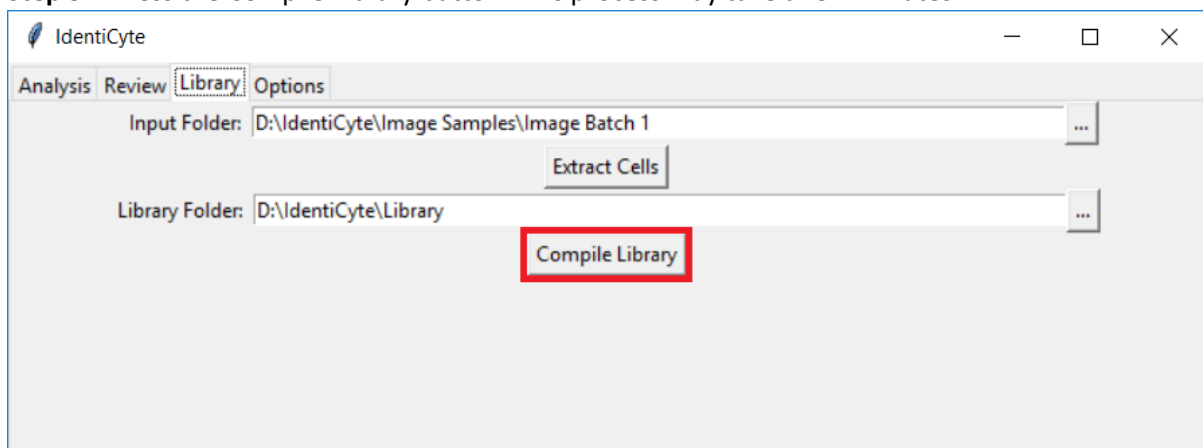 IdentiCyte
Analysis Review Library Options
Input Folder: D:\IdentiCyte\Image Samples\Image Batch 1 ...
Extract Cells
Library Folder: D:\IdentiCyte\Library ...
Compile Library